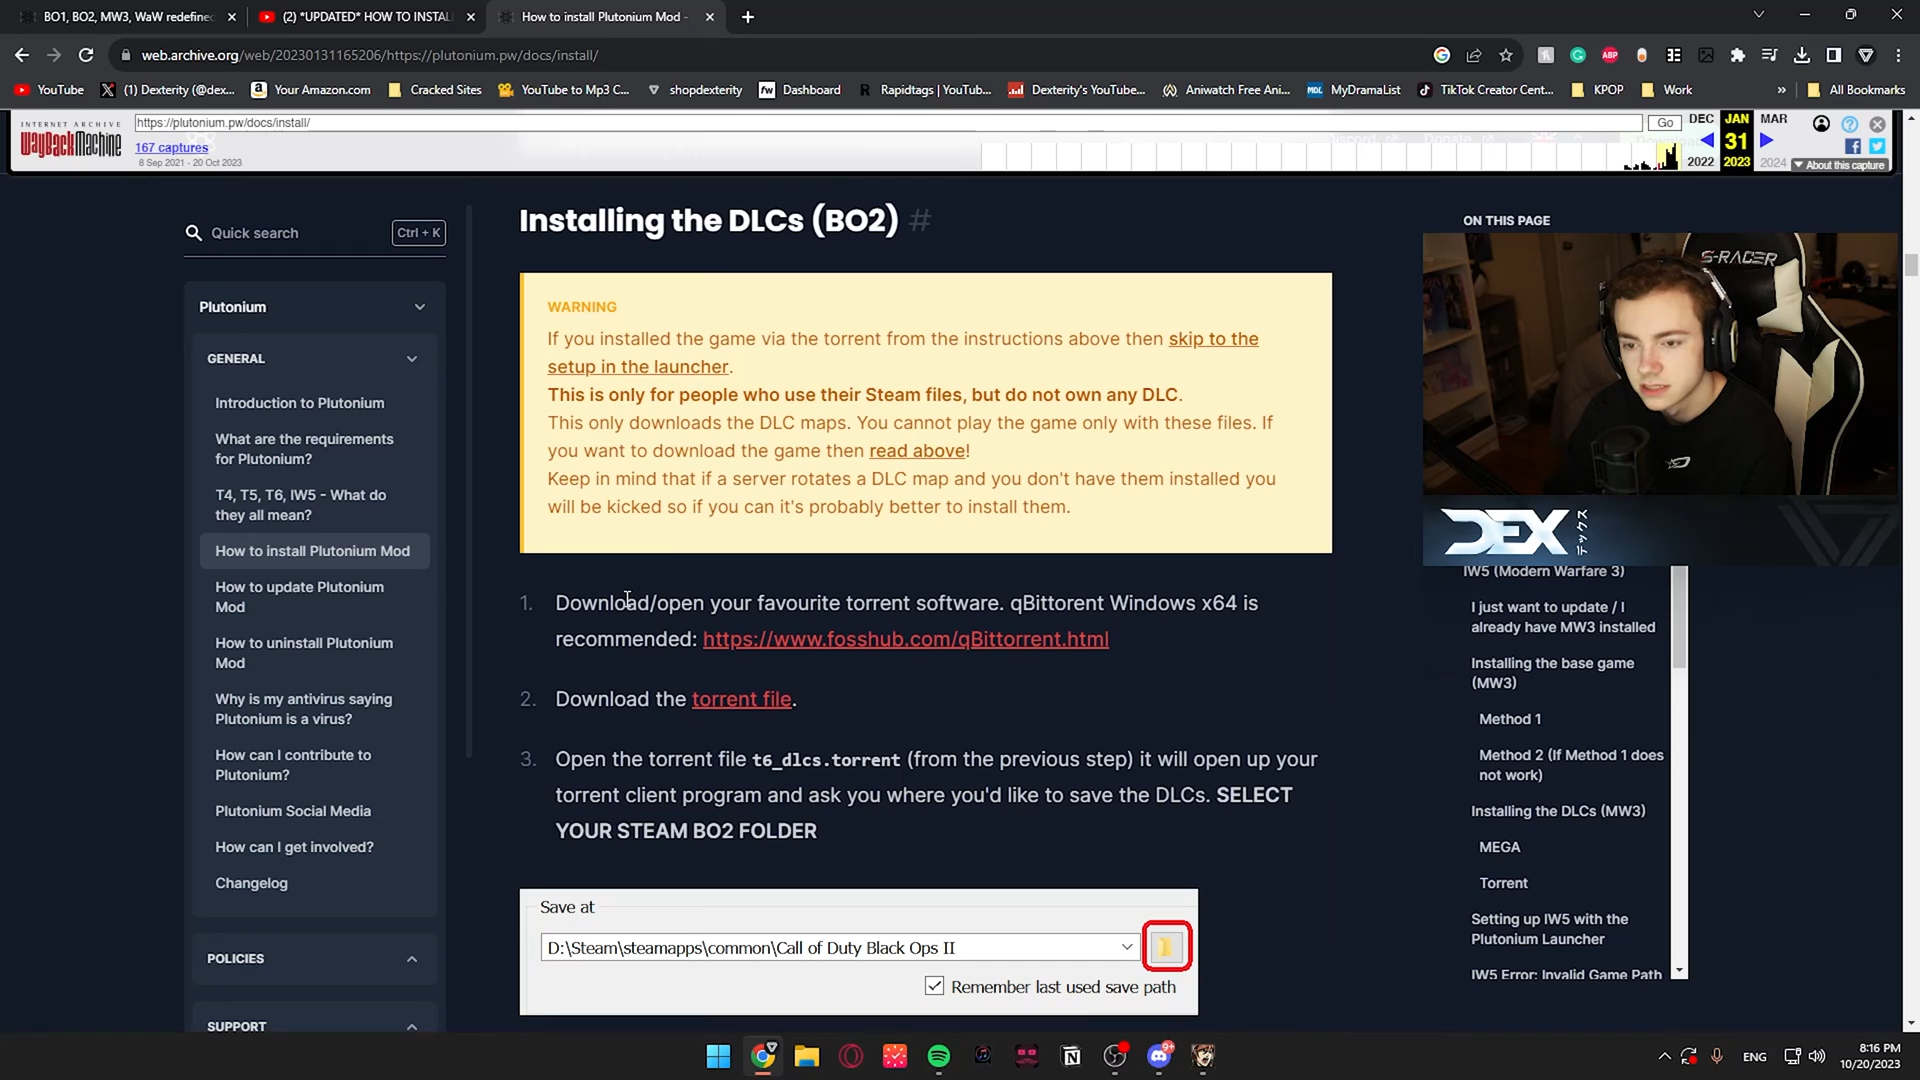 BO1, BO2, MW3, WaW redefine
(2) *UPDATED* HOW TO INSTAL
How to install Plutonium Mod -
web.archive.org/web/20230131165206/https://plutonium.pw/docs/install/
ABP
YouTube
(1) Dexterity (@dex...
Your Amazon.com
Cracked Sites
YouTube to Mp3 C...
shopdexterity
fw Dashboard
R Rapidtags | YouTub...
Dexterity's YouTube...
Aniwatch Free Ani...
MDL MyDramaList
TikTok Creator Cent...
KPOP
Work
»
All Bookmarks
INTERNET ARCHIVE
WayBackMachine
https://plutonium.pw/docs/install/
Go
DEC
JAN
MAR
167 captures
8 Sep 2021 - 20 Oct 2023
31
2022
2023
2024
About this capture
Discord
Donate
Installing the DLCs (BO2) #
Quick search
Ctrl + K
Plutonium
GENERAL
Introduction to Plutonium
What are the requirements
for Plutonium?
T4, T5, T6, IW5 - What do
they all mean?
How to install Plutonium Mod
How to update Plutonium
Mod
How to uninstall Plutonium
Mod
Why is my antivirus saying
Plutonium is a virus?
How can I contribute to
Plutonium?
Plutonium Social Media
How can I get involved?
Changelog
POLICIES
SUPPORT
WARNING
If you installed the game via the torrent from the instructions above then skip to the
setup in the launcher.
This is only for people who use their Steam files, but do not own any DLC.
This only downloads the DLC maps. You cannot play the game only with these files. If
you want to download the game then read above!
Keep in mind that if a server rotates a DLC map and you don't have them installed you
will be kicked so if you can it's probably better to install them.
1. Download/open your favourite torrent software. qBittorent Windows x64 is
recommended: https://www.fosshub.com/qBittorrent.html
2. Download the torrent file.
3. Open the torrent file t6_dlcs.torrent (from the previous step) it will open up your
torrent client program and ask you where you'd like to save the DLCs. SELECT
YOUR STEAM BO2 FOLDER
Save at
D:\Steam\steamapps\common\Call of Duty Black Ops II
Remember last used save path
ON THIS PAGE
S-RACER
DEX
テックス
IW5 (Modern Warfare 3)
I just want to update / I
already have MW3 installed
Installing the base game
(MW3)
Method 1
Method 2 (If Method 1 does
not work)
Installing the DLCs (MW3)
MEGA
Torrent
Setting up IW5 with the
Plutonium Launcher
IW5 Error: Invalid Game Path
9+
ENG
8:16 PM
10/20/2023